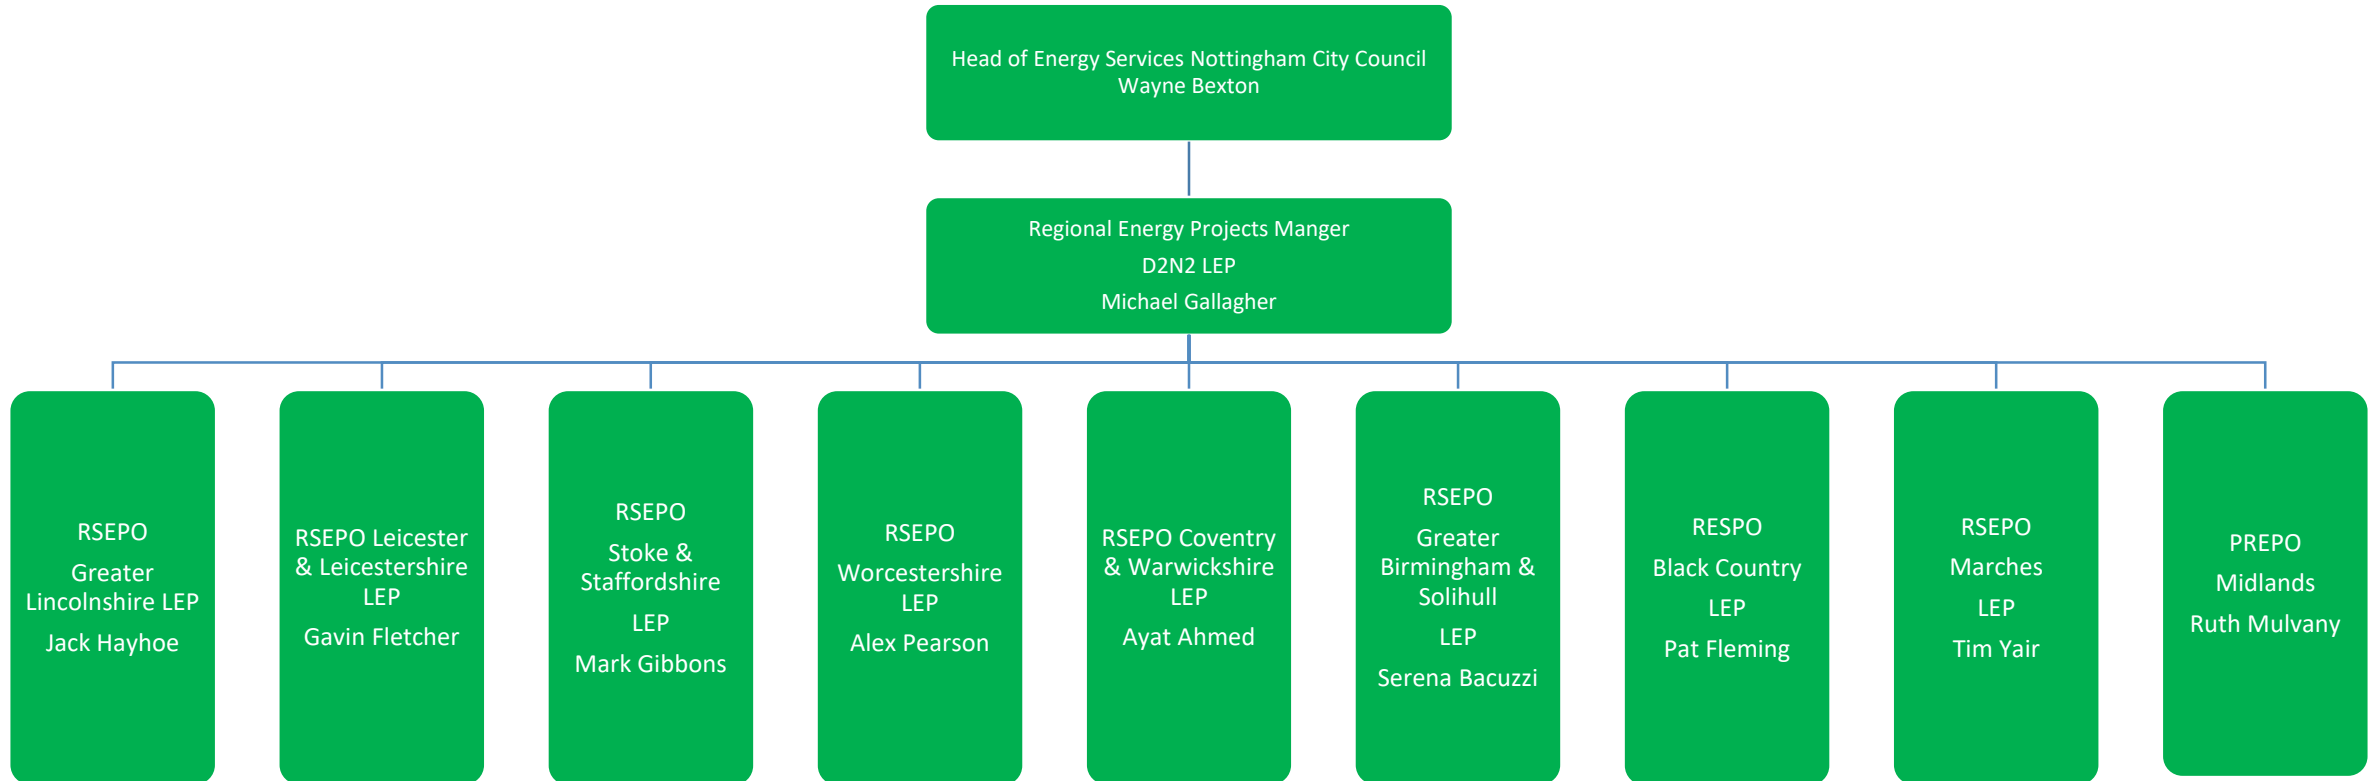 Head of Energy Services Nottingham City Council
Wayne Bexton
Regional Energy Projects Manger
D2N2 LEP
Michael Gallagher
RSEPO
Greater
Lincolnshire LEP
Jack Hayhoe
RSEPO Leicester
& Leicestershire
LEP
Gavin Fletcher
RSEPO
Stoke &
Staffordshire
LEP
Mark Gibbons
RSEPO
Worcestershire
LEP
Alex Pearson
RSEPO Coventry
& Warwickshire
LEP
Ayat Ahmed
RSEPO
Greater
Birmingham &
Solihull
LEP
Serena Bacuzzi
RESPO
Black Country
LEP
Pat Fleming
RSEPO
Marches
LEP
Tim Yair
PREPO
Midlands
Ruth Mulvany